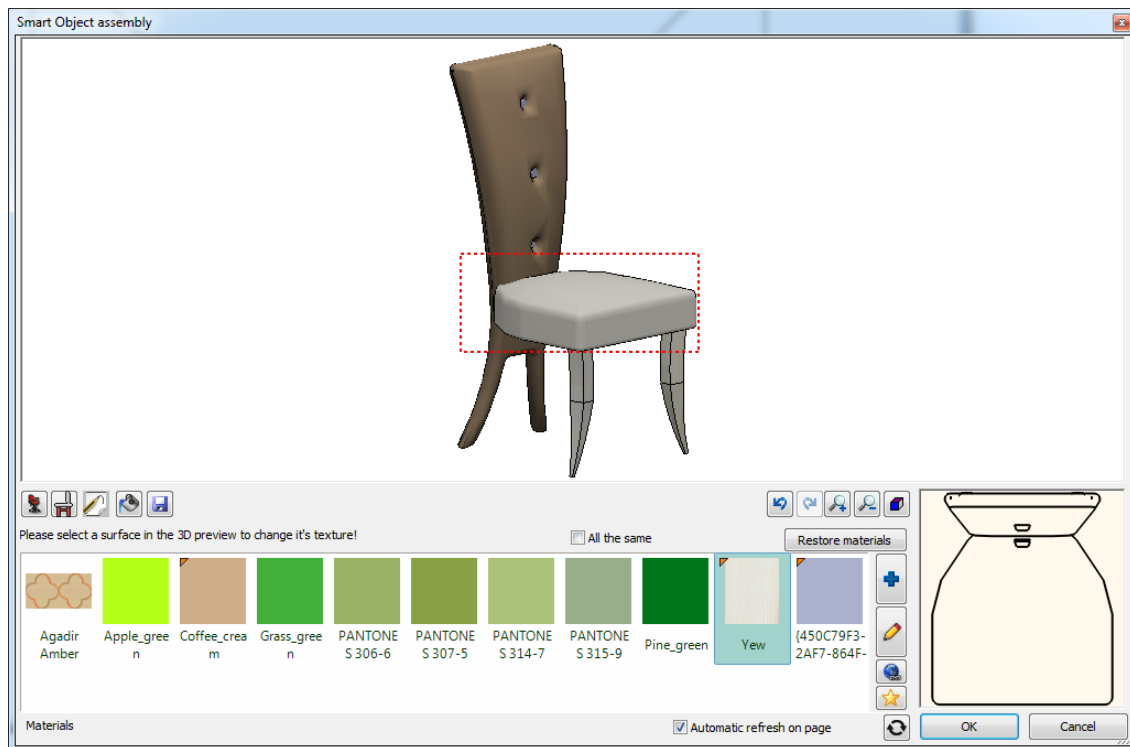 Smart Object assembly
Please select a surface in the 3D preview to change it's texture!
All the same
Restore materials
Agadir
Amber
Apple_gree
n
Coffee_crea
m
Grass_gree
n
PANTONE
S 306-6
PANTONE
S 307-5
PANTONE
S 314-7
PANTONE
S 315-9
Pine_green
Yew
{450C79F3-
2AF7-864F-
Materials
Automatic refresh on page
OK
Cancel